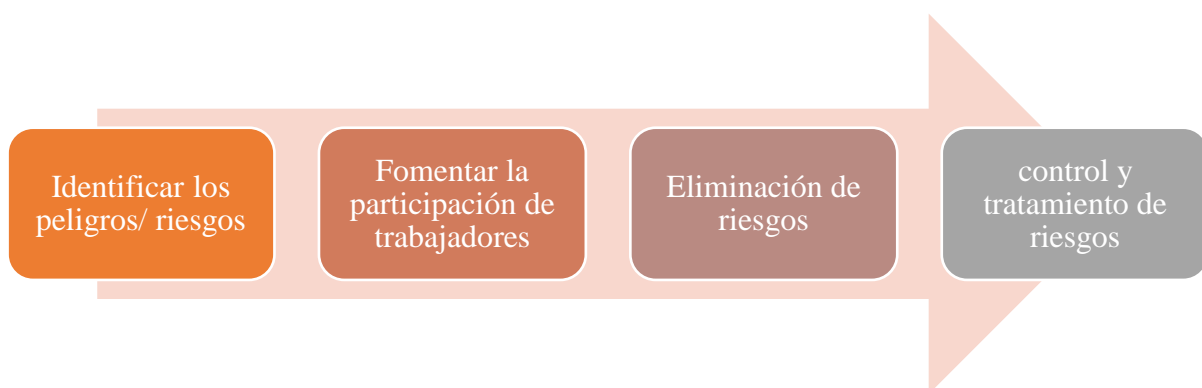 Identificar los
peligros/ riesgos
Fomentar la
participación de
trabajadores
Eliminación de
riesgos
control y
tratamiento de
riesgos